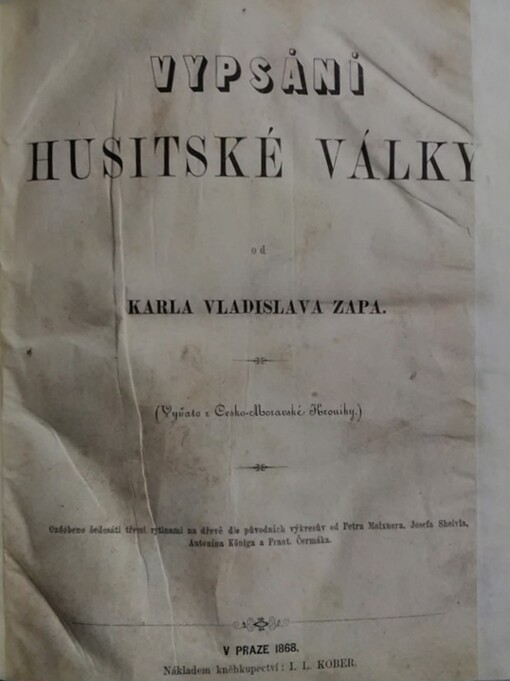 VYPSÁNÍ
HUSITSKÉ VÁLKY
od
KARLA VLADISLAVA ZAPA.
(Vyňato z Česko-Moravské Kroniky.)
Ozdobeno šedesáti třemi rytinami na dřevě dle původních výkresův od Petra Maixnera, Josefa Shelvla,
Antonína Königa a Frant. Čermáka.
V PRAZE 1868.
Nákladem kněhkupectví: I. L. KOBER.